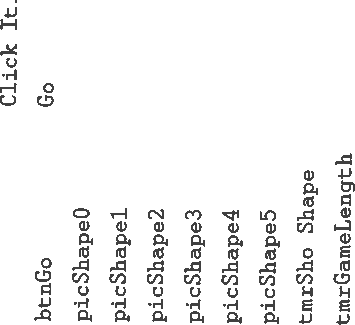 Click It.
btnGo Go
picShape0
picShape1
picShape2
picShape3
picShape4
picShape5
tmrSho Shape
tmrGameLength